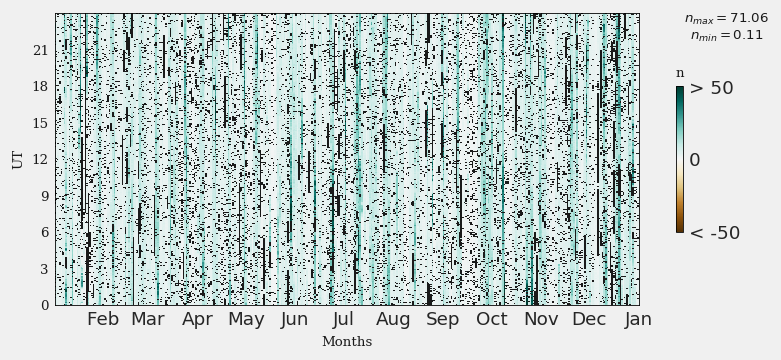 n_max = 71.06
n_min = 0.11
n
> 50
0
< -50
21
18
15
12
9
6
3
0
UT
Feb Mar Apr May Jun Jul Aug Sep Oct Nov Dec Jan
Months